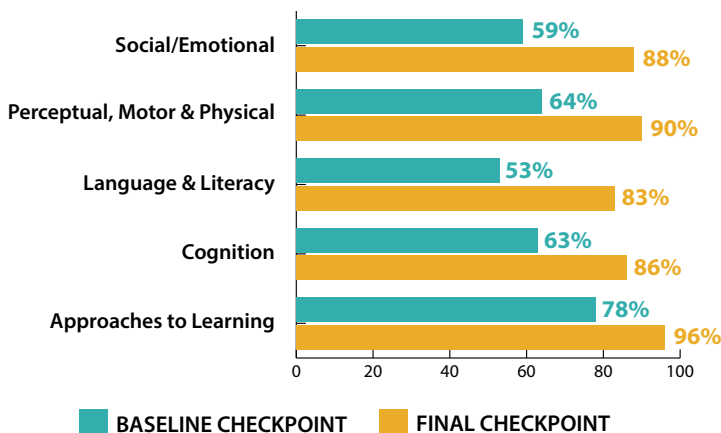 Social/Emotional
59%
88%
Perceptual, Motor & Physical
64%
90%
Language & Literacy
53%
83%
Cognition
63%
86%
Approaches to Learning
78%
96%
0 20 40 60 80 100
BASELINE CHECKPOINT FINAL CHECKPOINT